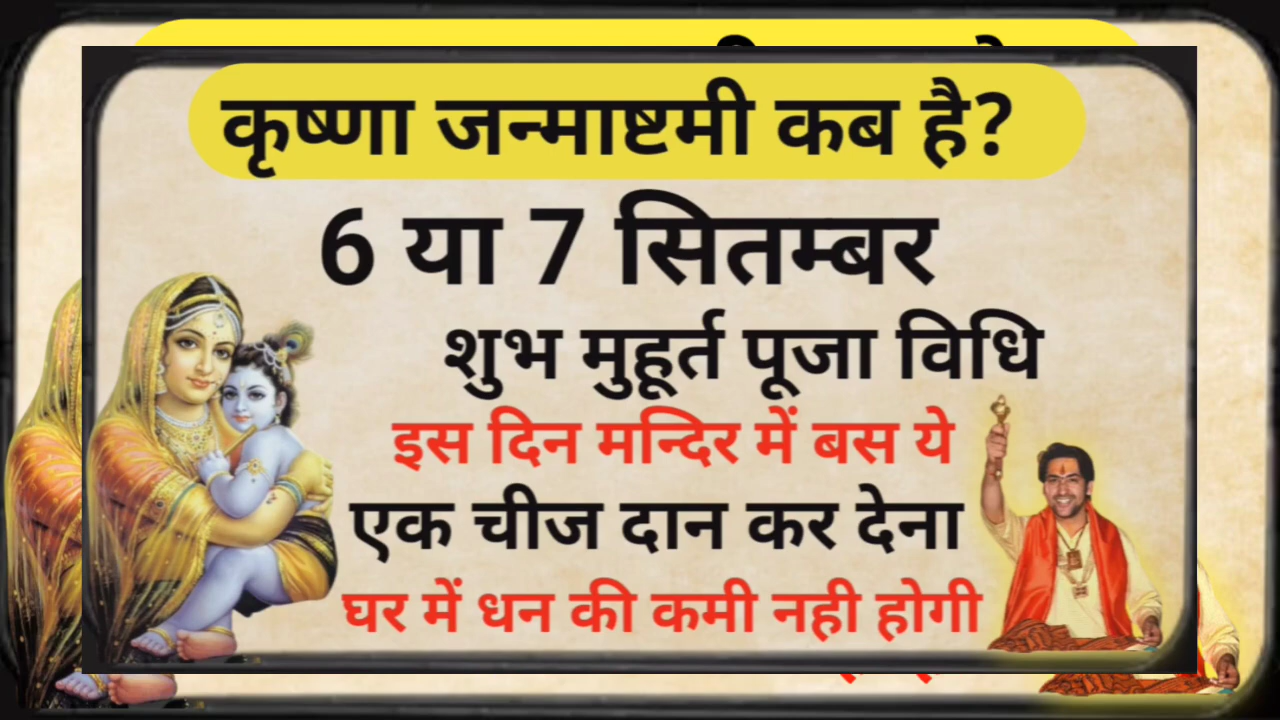 कृष्णा जन्माष्टमी कब है?
6 या 7 सितम्बर
शुभ मुहूर्त पूजा विधि
इस दिन मन्दिर में बस ये
एक चीज दान कर देना
घर में धन की कमी नही होगी